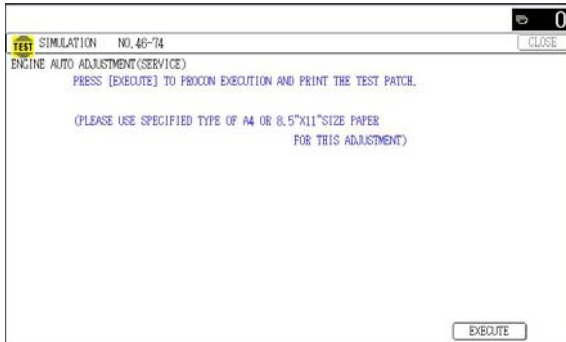 0
TEST SIMULATION NO.46-74 CLOSE
ENGINE AUTO ADJUSTMENT(SERVICE)
PRESS [EXECUTE] TO PROCON EXECUTION AND PRINT THE TEST PATCH.
(PLEASE USE SPECIFIED TYPE OF A4 OR 8.5"X11"SIZE PAPER
FOR THIS ADJUSTMENT)
EXECUTE